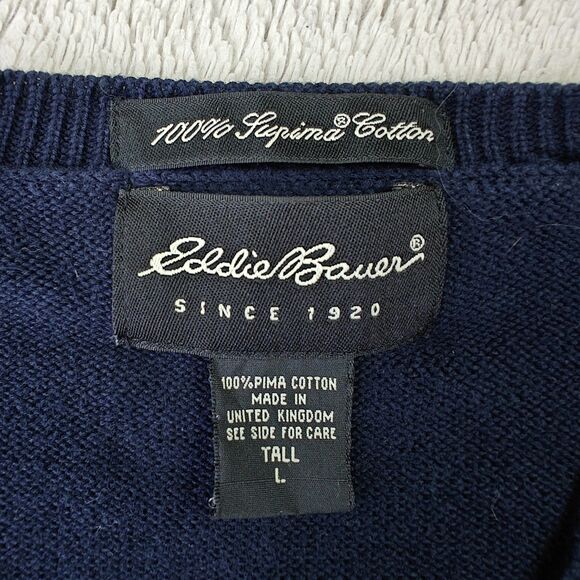 100% Supima® Cotton
Eddie Bauer®
SINCE 1920
100%PIMA COTTON
MADE IN
UNITED KINGDOM
SEE SIDE FOR CARE
TALL
L